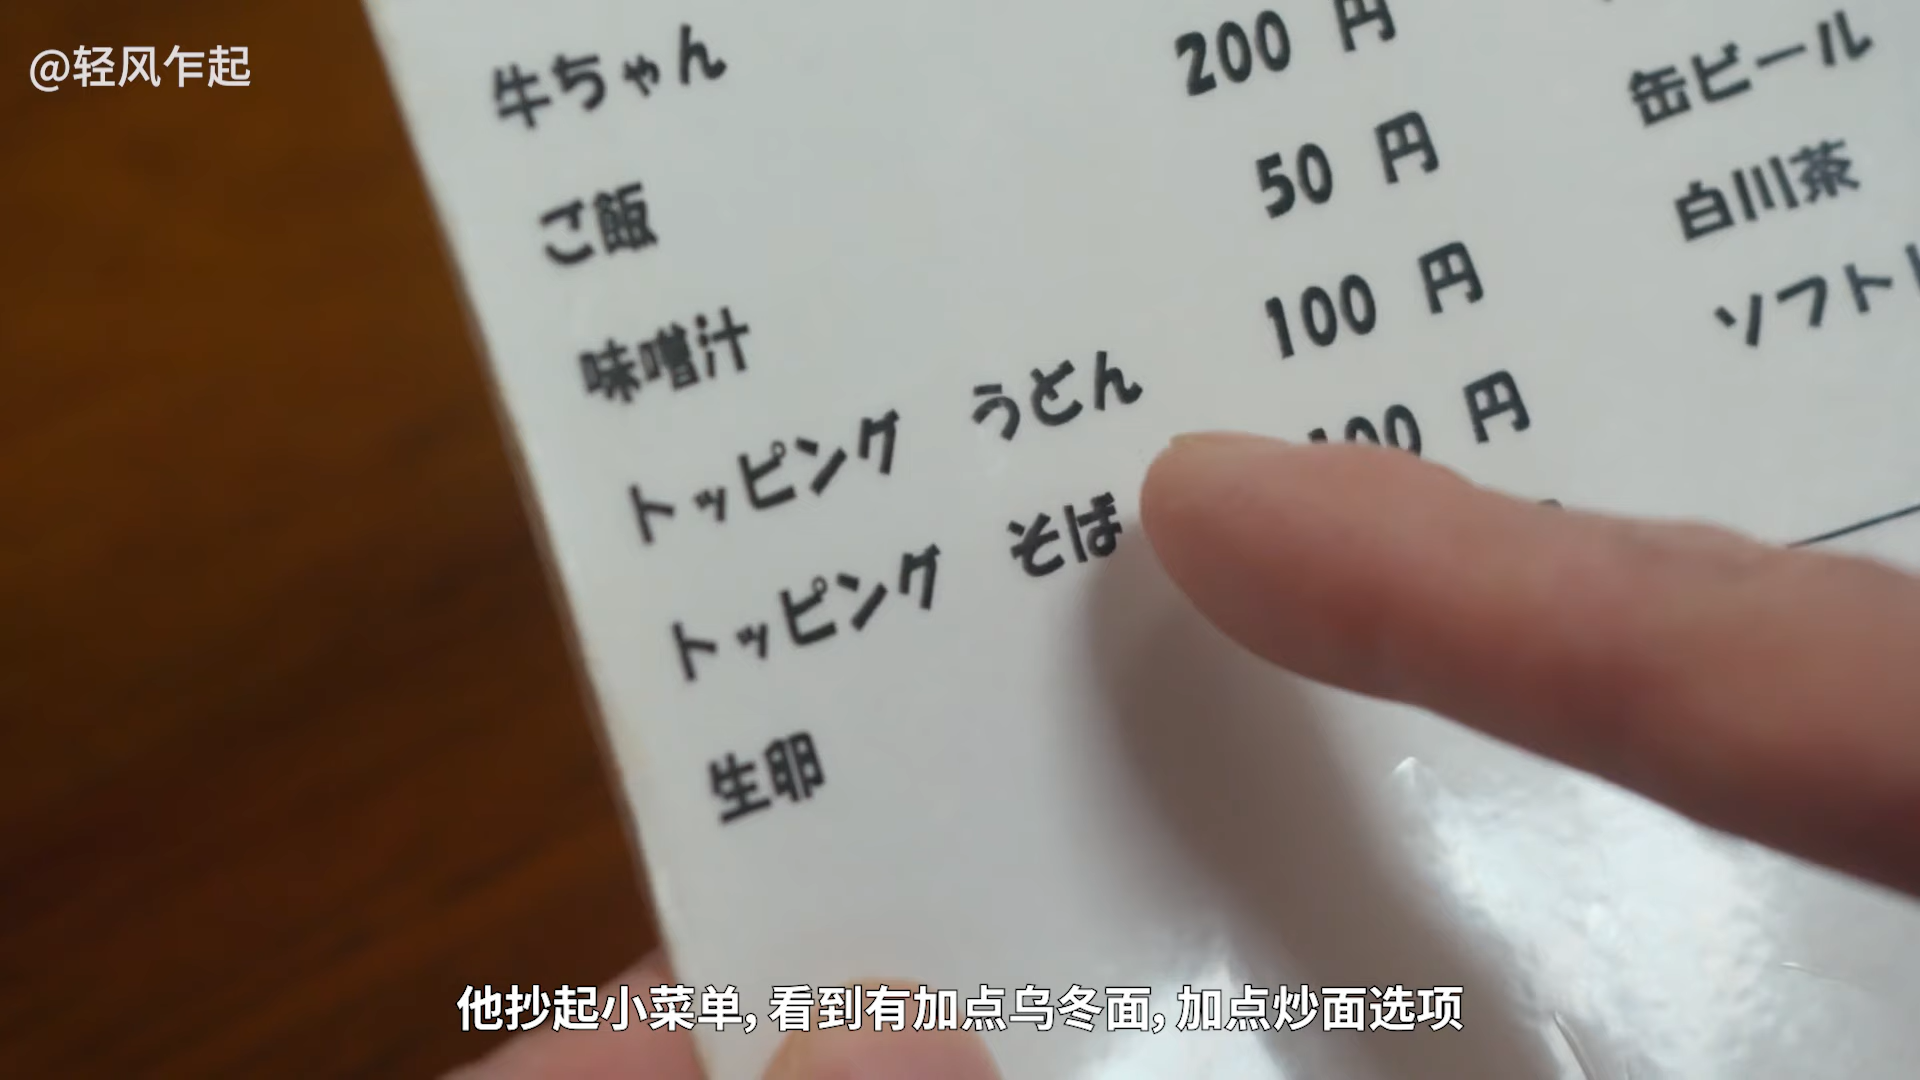 @轻风乍起
牛ちゃん
ご飯 200 円
味噌汁 50 円
トッピング うどん 100 円
トッピング そば 円
生卵
缶ビール
白川茶
ソフト
他抄起小菜单, 看到有加点乌冬面, 加点炒面选项